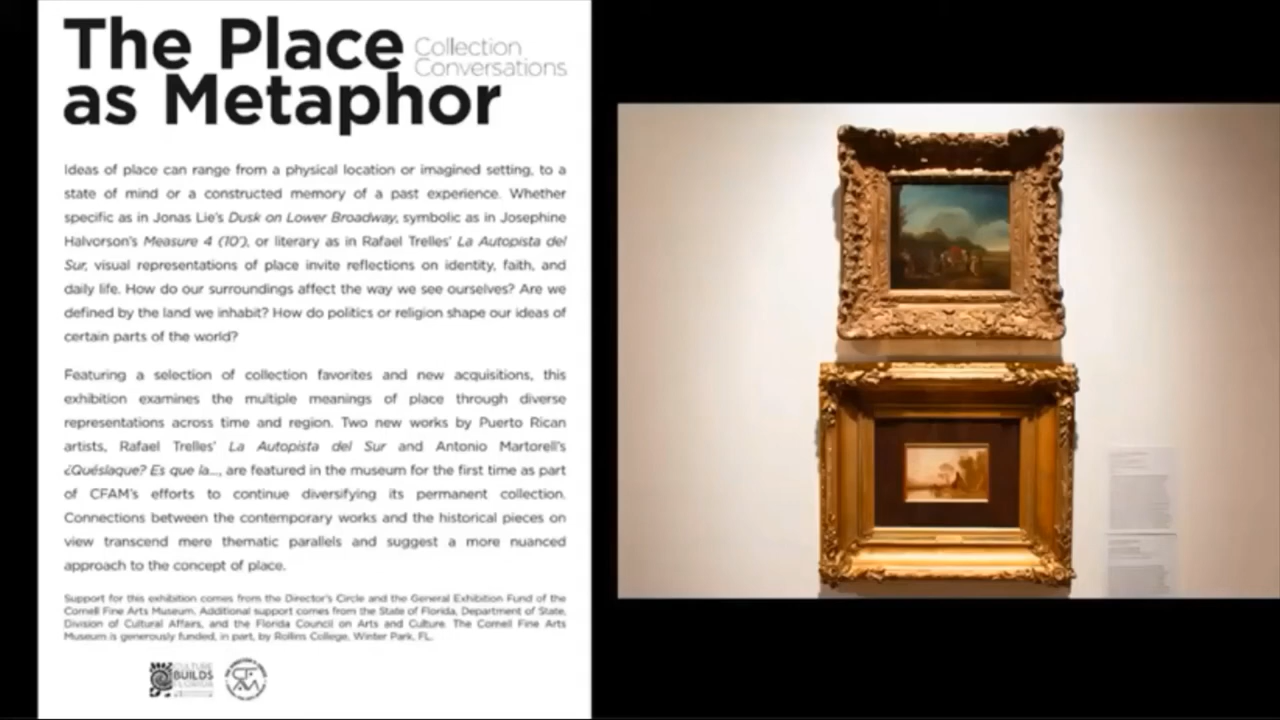 The Place
as Metaphor
Collection
Conversations
Ideas of place can range from a physical location or imagined setting, to a
state of mind or a constructed memory of a past experience. Whether
specific as in Jonas Lie's Dusk on Lower Broadway, symbolic as in Josephine
Halvorson's Measure 4 (10'), or literary as in Rafael Trelles' La Autopista del
Sur, visual representations of place invite reflections on identity, faith, and
daily life. How do our surroundings affect the way we see ourselves? Are we
defined by the land we inhabit? How do politics or religion shape our ideas of
certain parts of the world?
Featuring a selection of collection favorites and new acquisitions, this
exhibition examines the multiple meanings of place through diverse
representations across time and region. Two new works by Puerto Rican
artists, Rafael Trelles' La Autopista del Sur and Antonio Martorell's
¿Quéslaque? Es que la..., are featured in the museum for the first time as part
of CFAM's efforts to continue diversifying its permanent collection.
Connections between the contemporary works and the historical pieces on
view transcend mere thematic parallels and suggest a more nuanced
approach to the concept of place.
Support for this exhibition comes from the Director's Circle and the General Exhibition Fund of the
Cornell Fine Arts Museum. Additional support comes from the State of Florida, Department of State,
Division of Cultural Affairs, and the Florida Council on Arts and Culture. The Cornell Fine Arts
Museum is generously funded, in part, by Rollins College, Winter Park, FL.
CULTURE
BUILDS
FLORIDA